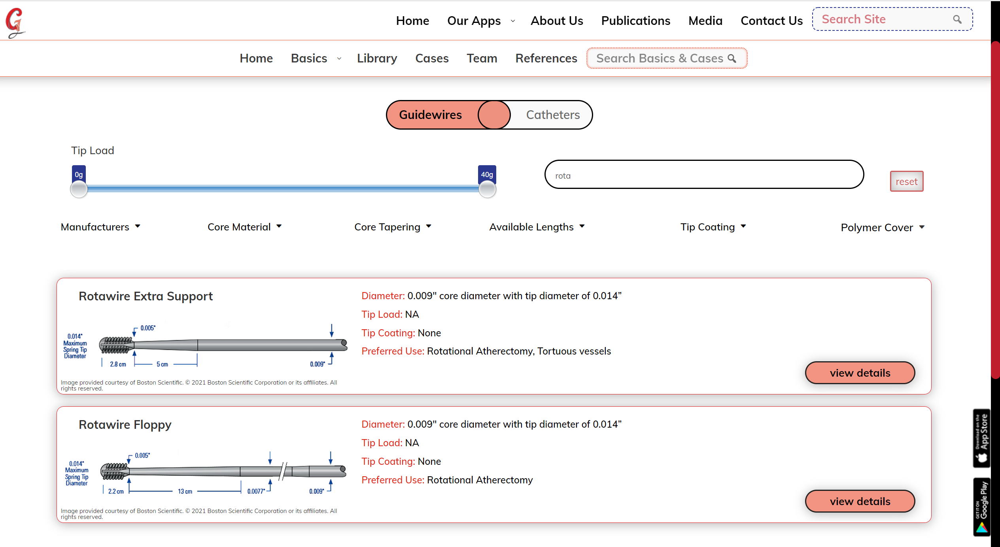 G
Home Our Apps About Us Publications Media Contact Us Search Site
Home Basics Library Cases Team References Search Basics & Cases
Guidewires Catheters
Tip Load
0g 40g
rota
reset
Manufacturers Core Material Core Tapering Available Lengths Tip Coating Polymer Cover
Rotawire Extra Support
0.005"
0.014"
Maximum
Spring Tip
Diameter
2.8 cm 5 cm 0.009"
Image provided courtesy of Boston Scientific. © 2021 Boston Scientific Corporation or its affiliates. All
rights reserved.
Diameter: 0.009" core diameter with tip diameter of 0.014”
Tip Load: NA
Tip Coating: None
Preferred Use: Rotational Atherectomy, Tortuous vessels
view details
Rotawire Floppy
0.005"
0.014"
Maximum
Spring Tip
Diameter
2.2 cm 13 cm 0.0077" 0.009"
Image provided courtesy of Boston Scientific. © 2021 Boston Scientific Corporation or its affiliates. All
rights reserved.
Diameter: 0.009" core diameter with tip diameter of 0.014”
Tip Load: NA
Tip Coating: None
Preferred Use: Rotational Atherectomy
view details
Download on the
App Store
GET IT ON
Google Play